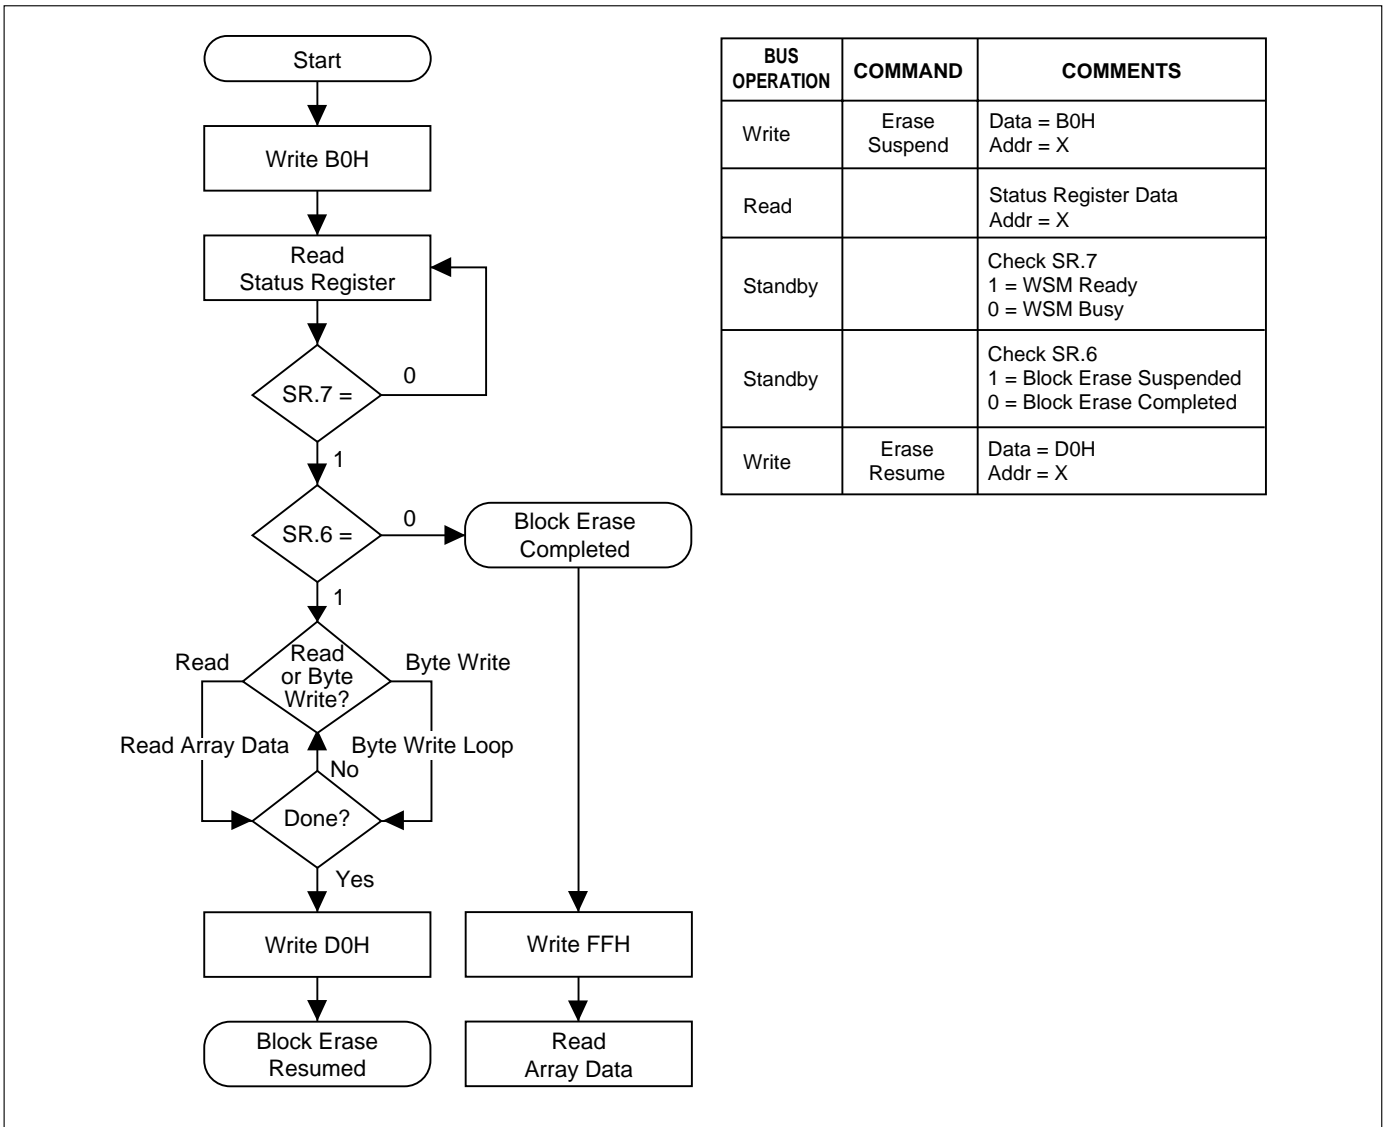 Start
Write B0H
Read
Status Register
SR.7 =
0
1
SR.6 =
0
1
Block Erase
Completed
Read
or Byte
Write?
Read
Byte Write
Read Array Data
Byte Write Loop
No
Done?
Yes
Write D0H
Write FFH
Block Erase
Resumed
Read
Array Data
BUS
OPERATION
COMMAND
COMMENTS
Write
Erase
Suspend
Data = B0H
Addr = X
Read
Status Register Data
Addr = X
Standby
Check SR.7
1 = WSM Ready
0 = WSM Busy
Standby
Check SR.6
1 = Block Erase Suspended
0 = Block Erase Completed
Write
Erase
Resume
Data = D0H
Addr = X